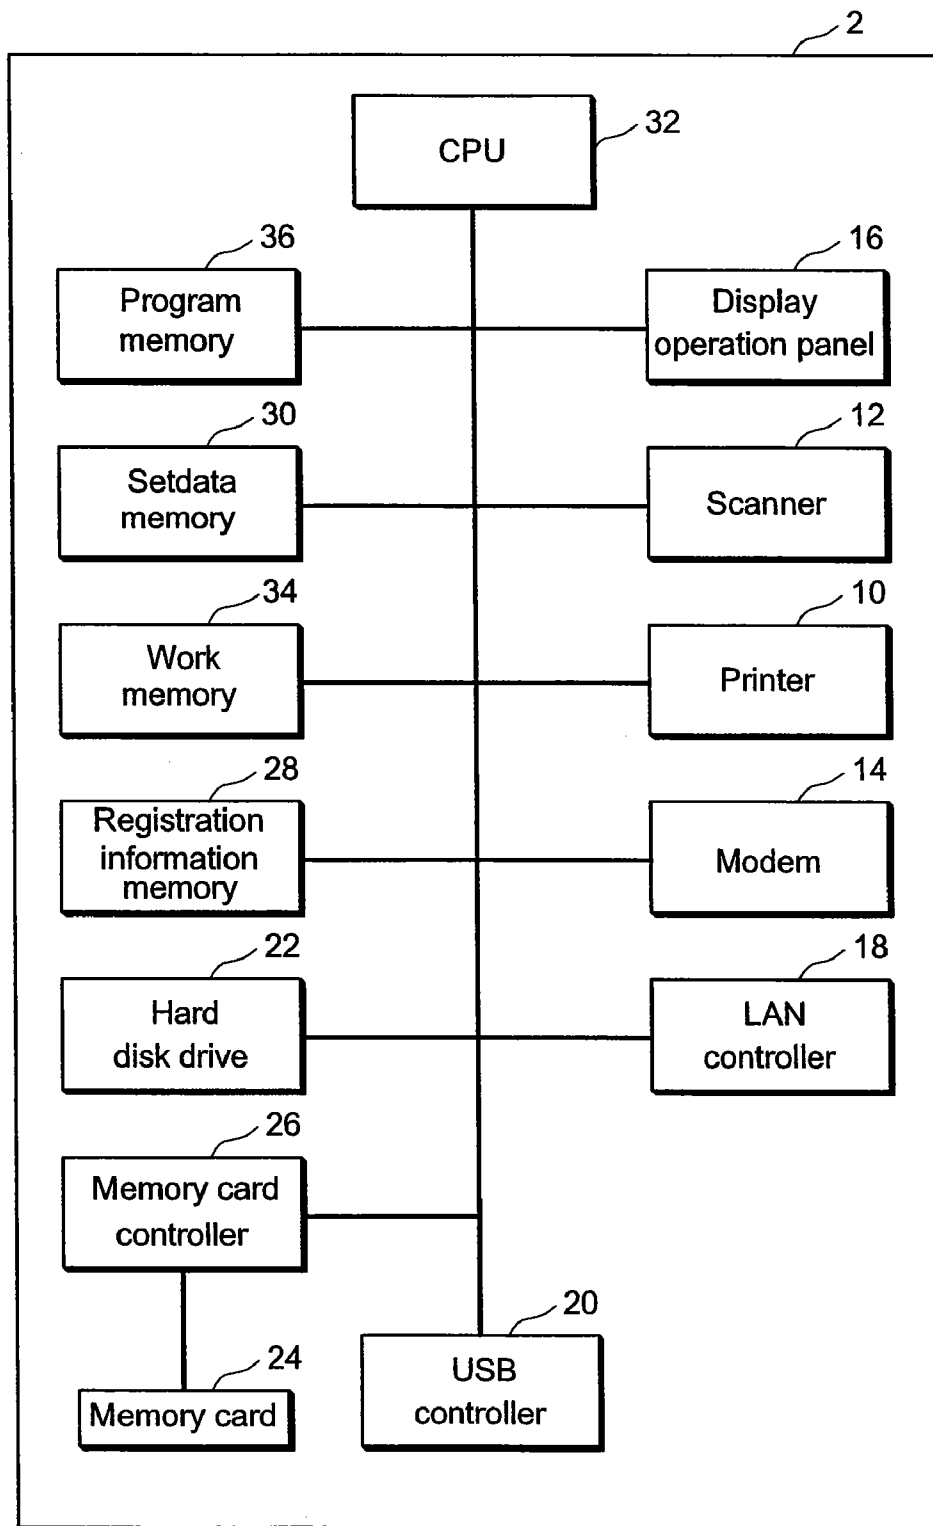 2
CPU
32
36
Program
memory
16
Display
operation panel
30
Setdata
memory
12
Scanner
34
Work
memory
10
Printer
28
Registration
information
memory
14
Modem
22
Hard
disk drive
18
LAN
controller
26
Memory card
controller
20
USB
controller
24
Memory card